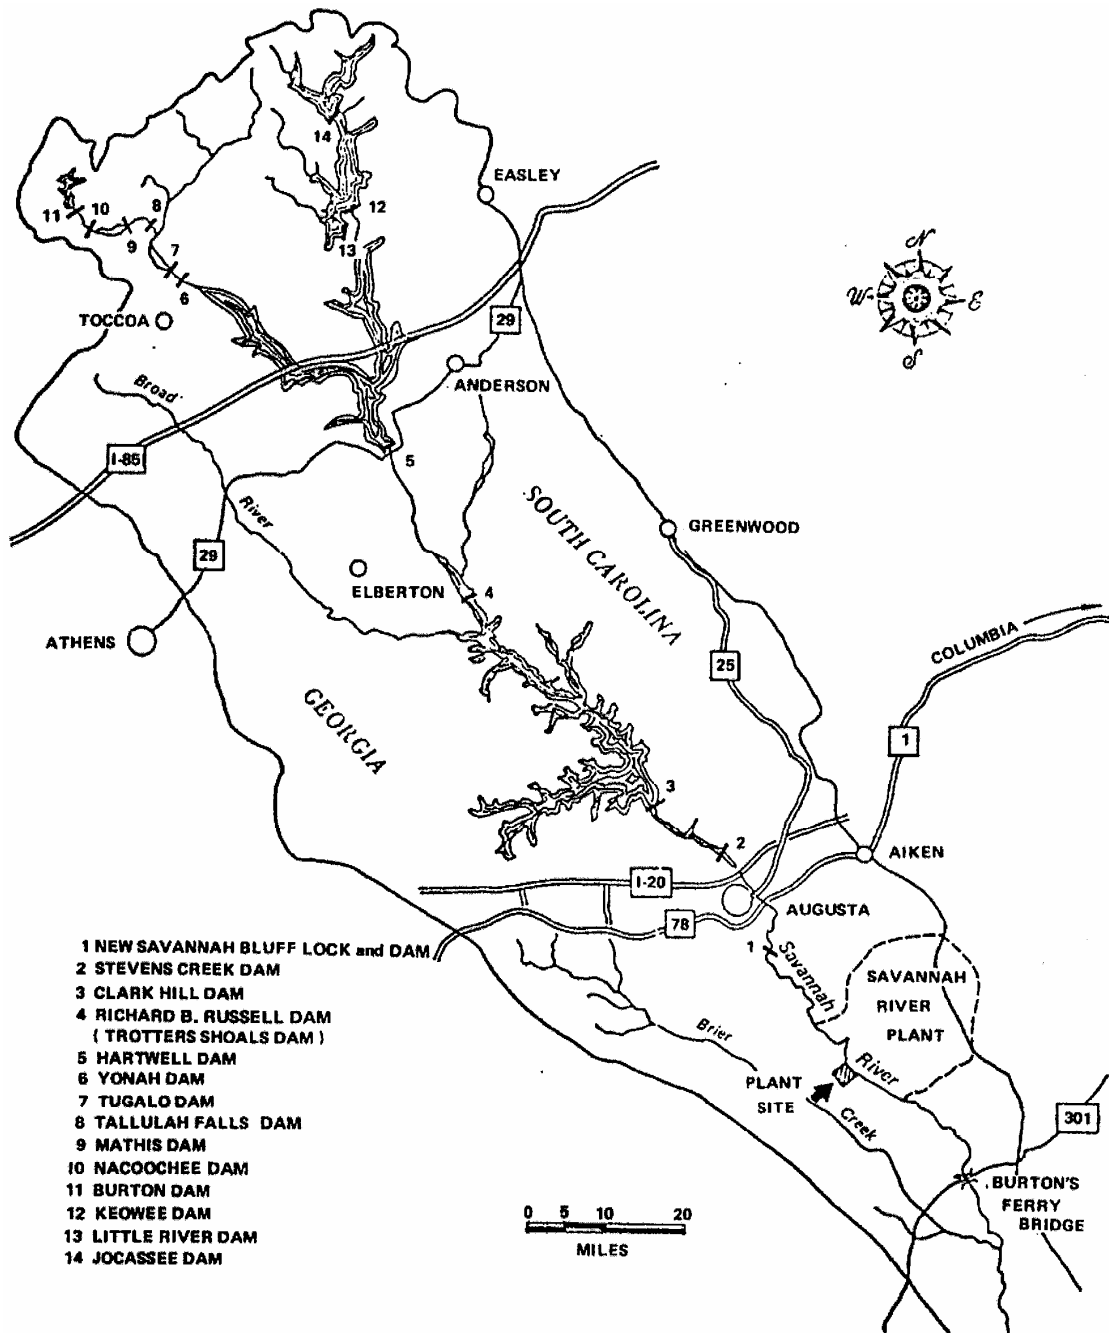 14
EASLEY
N
W
E
S
11
10
8
9
7
6
12
13
TOCCOA
29
ANDERSON
Broad
I-85
5
River
29
SOUTH CAROLINA
GREENWOOD
ELBERTON
4
ATHENS
25
COLUMBIA
1
GEORGIA
3
2
AIKEN
I-20
AUGUSTA
78
1
Savannah
SAVANNAH
RIVER
PLANT
River
Brier
Creek
PLANT
SITE
301
BURTON'S
FERRY
BRIDGE
1 NEW SAVANNAH BLUFF LOCK and DAM
2 STEVENS CREEK DAM
3 CLARK HILL DAM
4 RICHARD B. RUSSELL DAM
( TROTTERS SHOALS DAM )
5 HARTWELL DAM
6 YONAH DAM
7 TUGALO DAM
8 TALLULAH FALLS DAM
9 MATHIS DAM
10 NACOOCHEE DAM
11 BURTON DAM
12 KEOWEE DAM
13 LITTLE RIVER DAM
14 JOCASSEE DAM
0 5 10 20
MILES